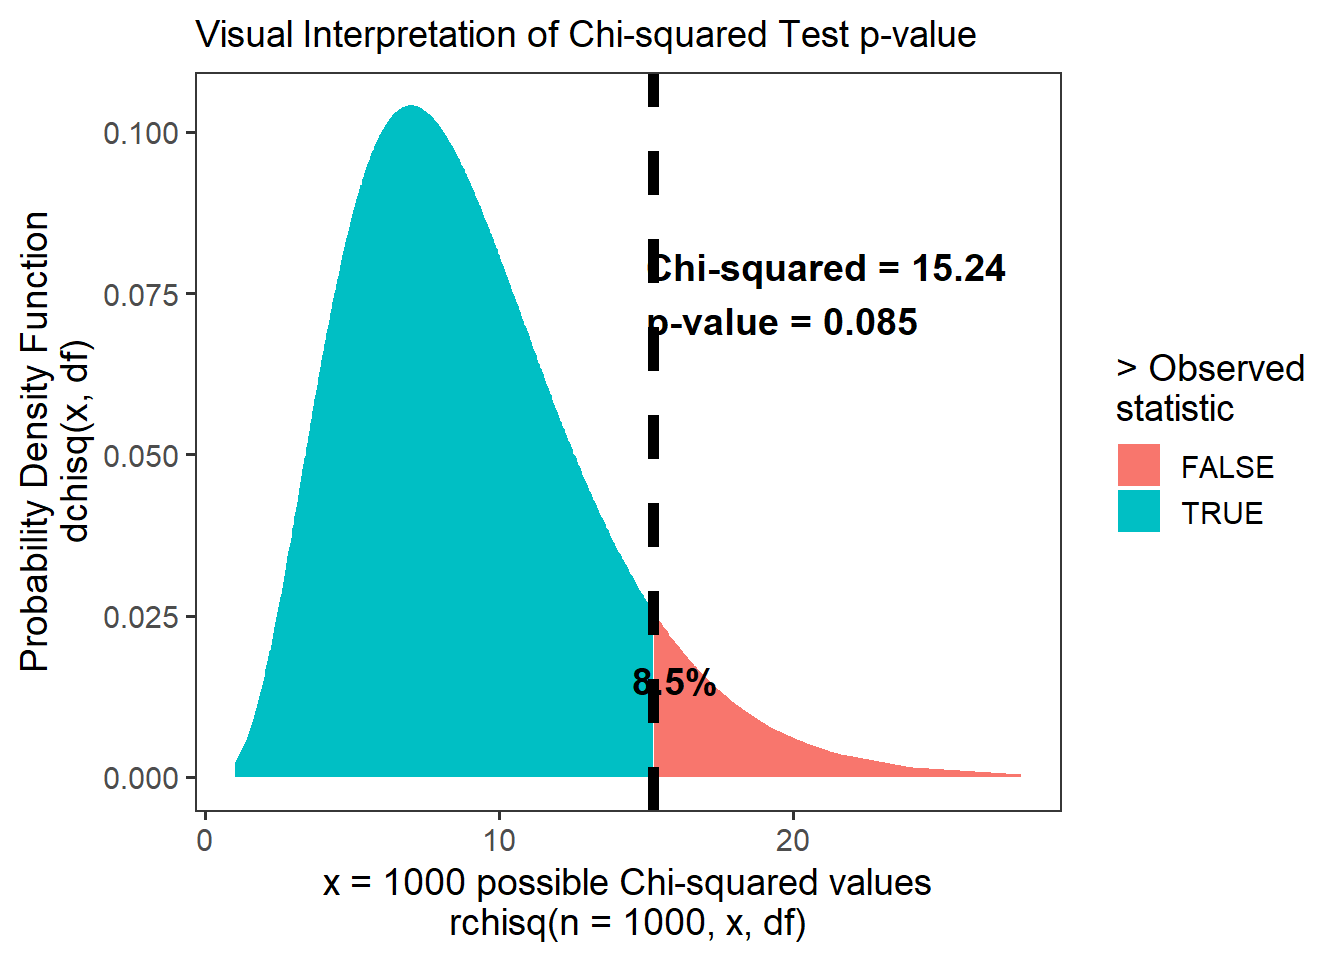 Visual Interpretation of Chi-squared Test p-value
Probability Density Function
dchisq(x, df)
0.100
0.075
0.050
0.025
0.000
Chi-squared = 15.24
p-value = 0.085
8.5%
> Observed
statistic
FALSE
TRUE
0
10
20
x = 1000 possible Chi-squared values
rchisq(n = 1000, x, df)